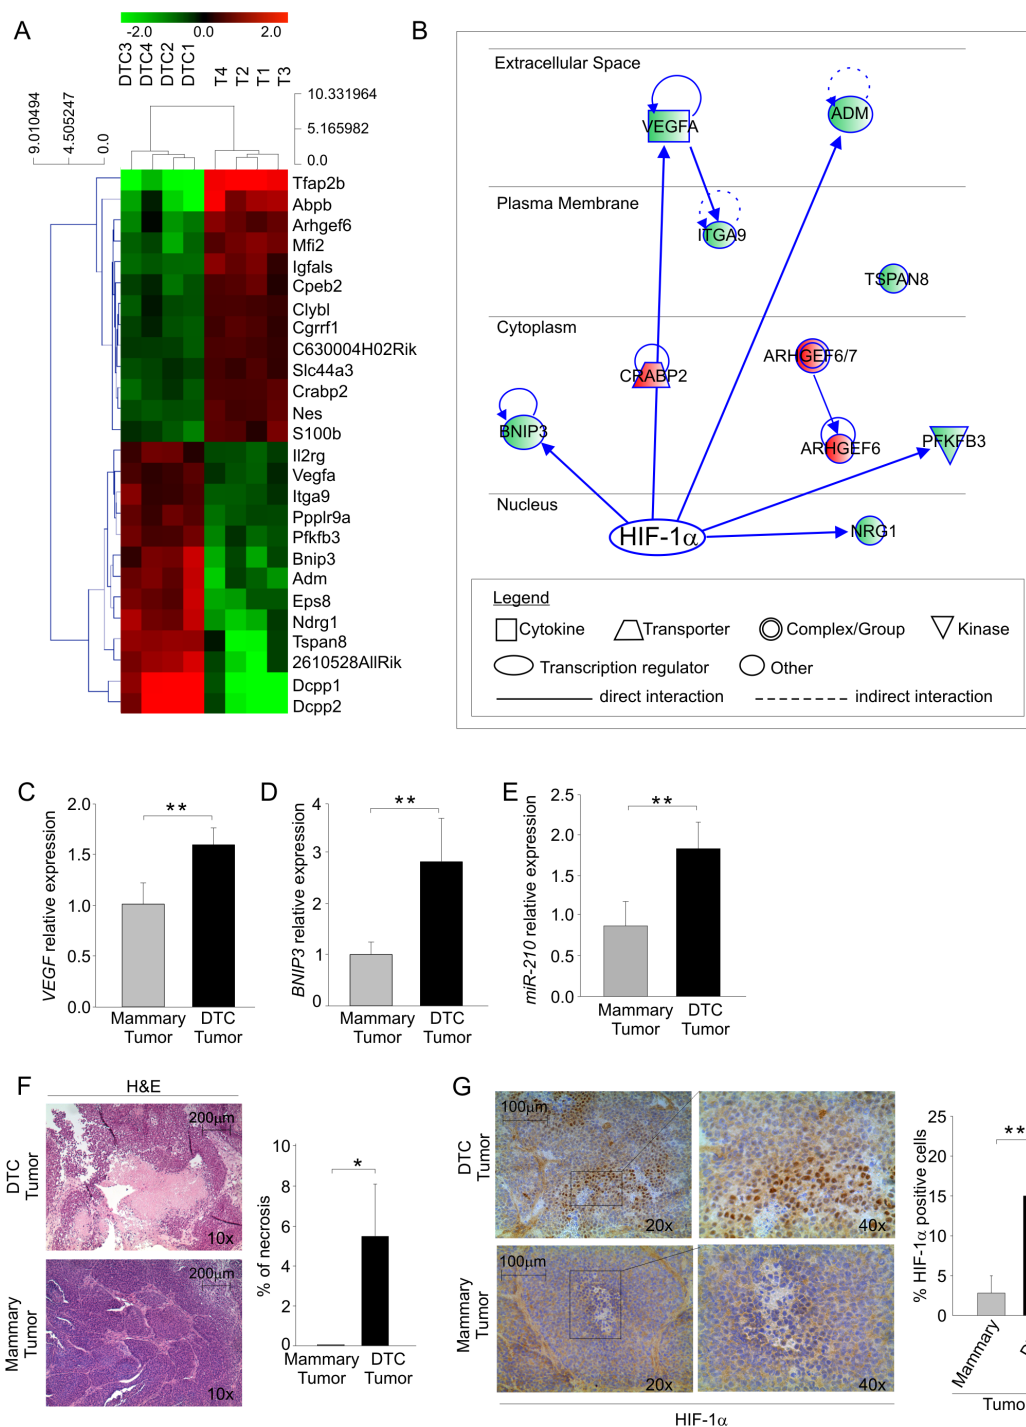 A
-2.0 0.0 2.0
DTC3 DTC4 DTC2 DTC1 T4 T2 T1 T3
9.010494 4.505247 0.0
10.331964
5.165982
0.0
Tfap2b
Abpb
Arhgef6
Mfi2
Igfals
Cpeb2
Clybl
Cgrrf1
C630004H02Rik
Slc44a3
Crabp2
Nes
S100b
Il2rg
Vegfa
Itga9
Ppplr9a
Pfkfb3
Bnip3
Adm
Eps8
Ndrg1
Tspan8
2610528AllRik
Dcpp1
Dcpp2
B
Extracellular Space
VEGFA
ADM
Plasma Membrane
ITGA9
TSPAN8
Cytoplasm
ARHGEF6/7
CRABP2
BNIP3
ARHGEF6
PFKFB3
Nucleus
HIF-1α
NRG1
Legend
Cytokine Transporter Complex/Group Kinase
Transcription regulator Other
direct interaction indirect interaction
C
VEGF relative expression
2.0
1.5
1.0
0.5
0.0
**
Mammary Tumor
DTC Tumor
D
BNIP3 relative expression
4
3
2
1
0
**
Mammary Tumor
DTC Tumor
E
miR-210 relative expression
2.5
2.0
1.5
1.0
0.5
0.0
**
Mammary Tumor
DTC Tumor
F
H&E
DTC Tumor
200μm
10x
Mammary Tumor
200μm
10x
% of necrosis
10
8
6
4
2
0
*
Mammary Tumor
DTC Tumor
G
DTC Tumor
100μm
20x
40x
Mammary Tumor
100μm
20x
40x
HIF-1α
% HIF-1α positive cells
25
20
15
10
5
0
**
Mammary